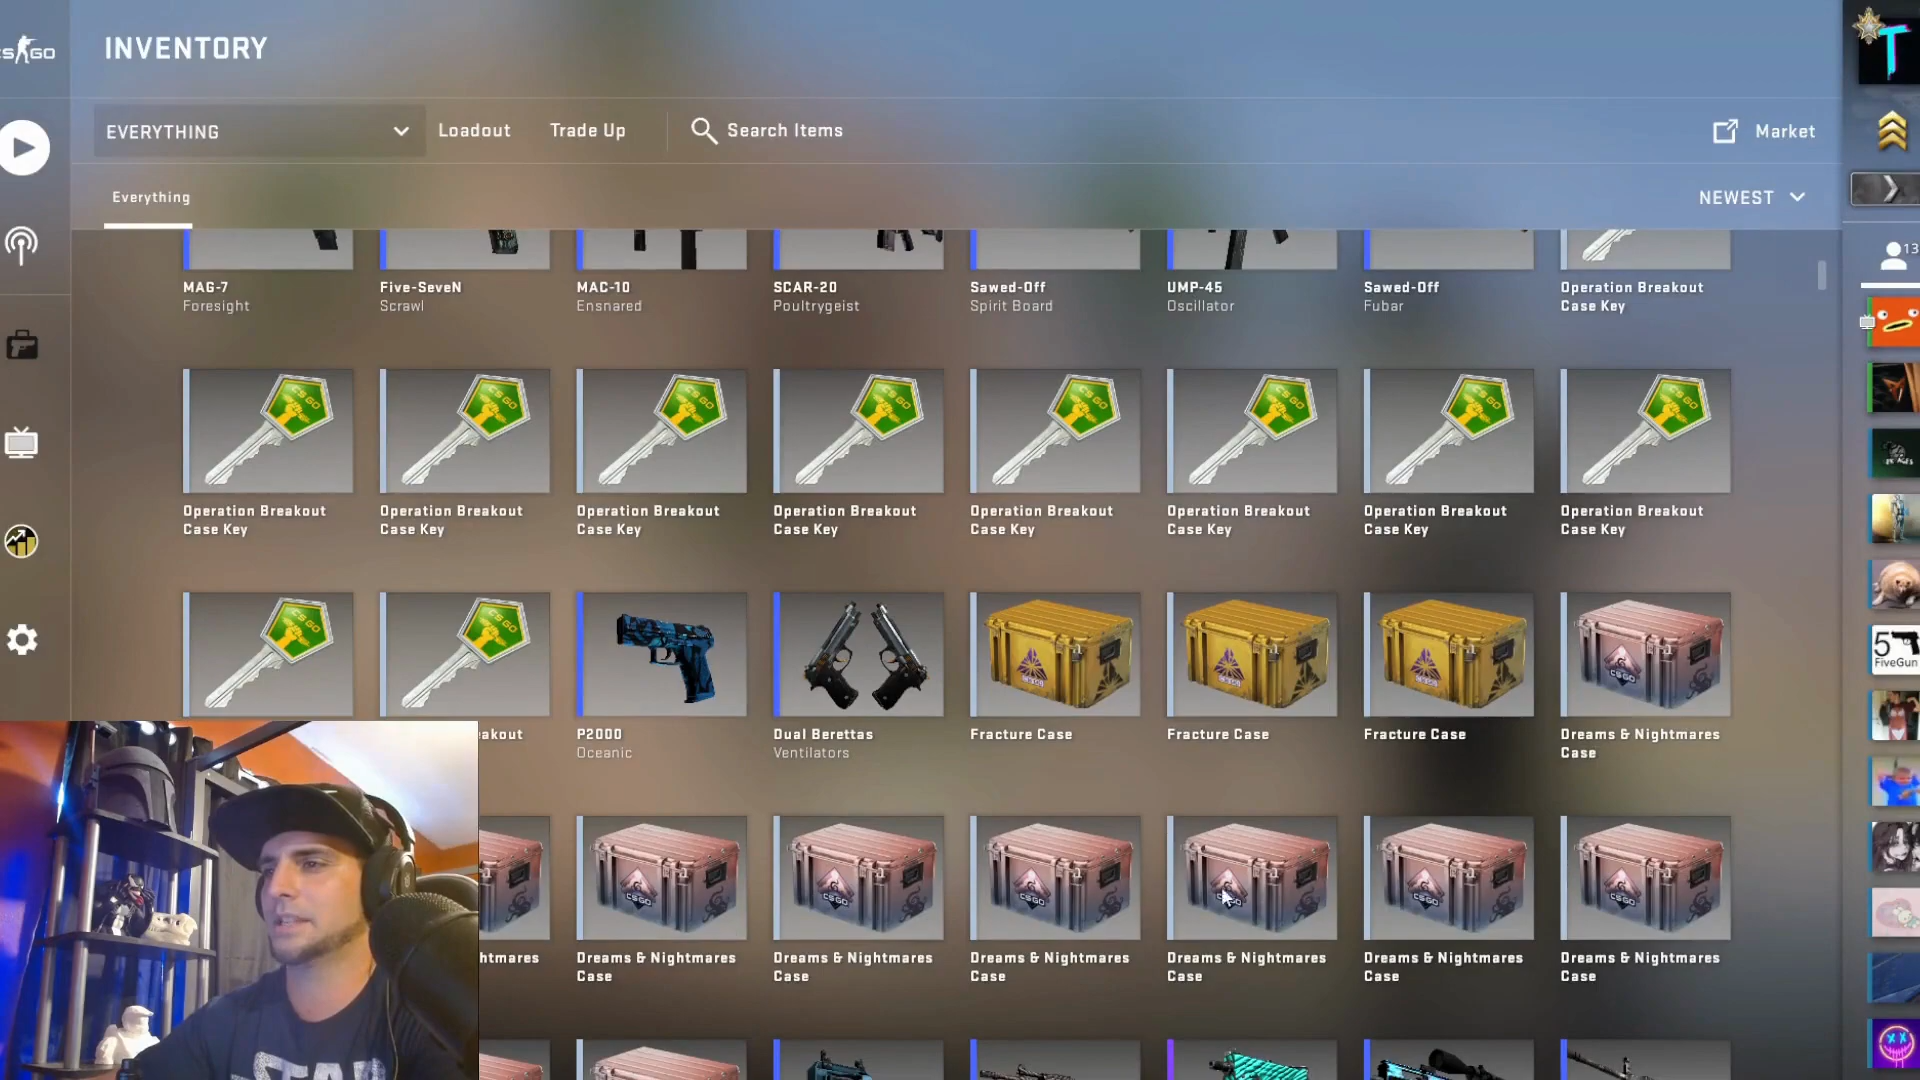 CS GO
INVENTORY
EVERYTHING
Loadout
Trade Up
Search Items
Market
Everything
NEWEST
13
MAG-7
Foresight
Five-SeveN
Scrawl
MAC-10
Ensnared
SCAR-20
Poultrygeist
Sawed-Off
Spirit Board
UMP-45
Oscillator
Sawed-Off
Fubar
Operation Breakout
Case Key
Operation Breakout
Case Key
Operation Breakout
Case Key
Operation Breakout
Case Key
Operation Breakout
Case Key
Operation Breakout
Case Key
Operation Breakout
Case Key
Operation Breakout
Case Key
Operation Breakout
Case Key
eakout
P2000
Oceanic
Dual Berettas
Ventilators
Fracture Case
Fracture Case
Fracture Case
Dreams & Nightmares
Case
5
FiveGun
htmares
Dreams & Nightmares
Case
Dreams & Nightmares
Case
Dreams & Nightmares
Case
Dreams & Nightmares
Case
Dreams & Nightmares
Case
Dreams & Nightmares
Case